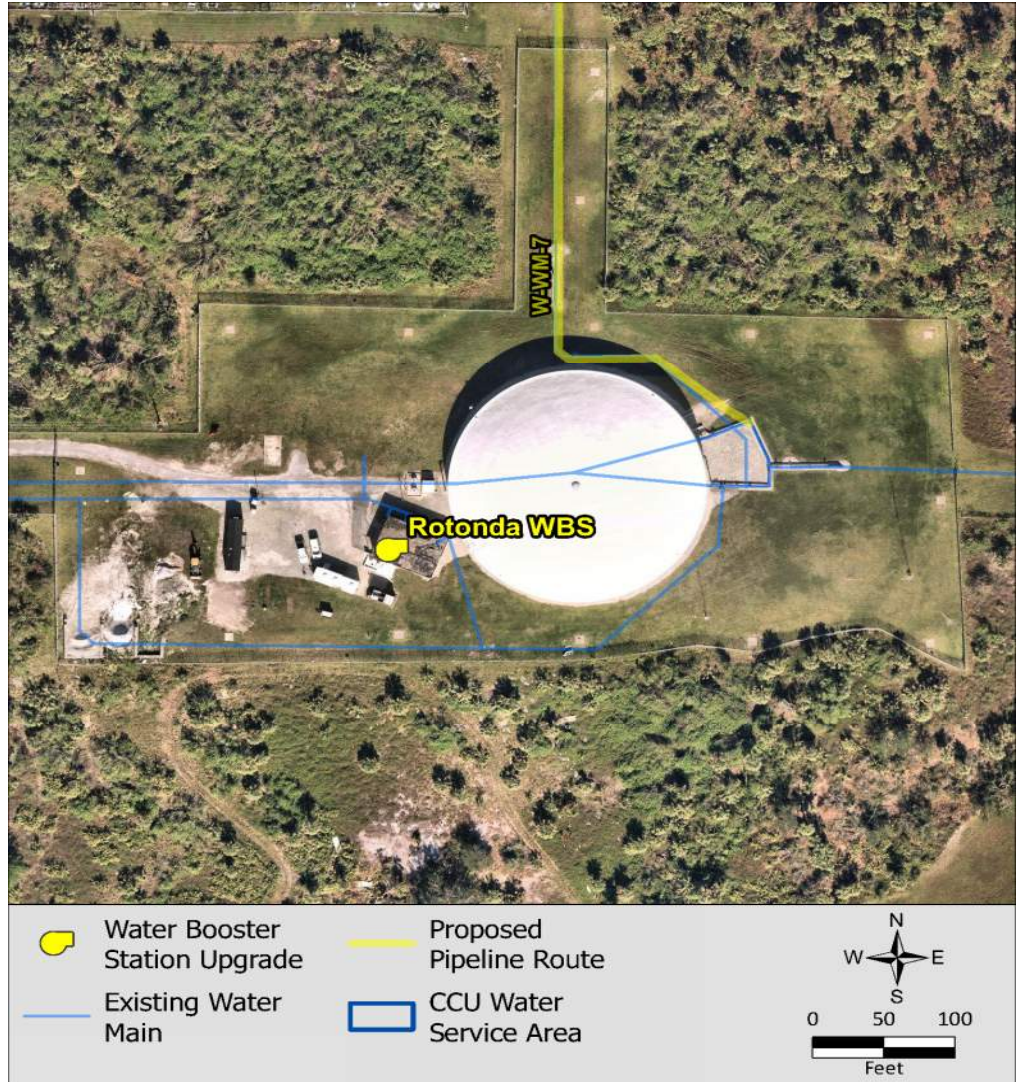 W-WM-7
Rotonda WBS
Water Booster
Station Upgrade
Proposed
Pipeline Route
Existing Water
Main
CCU Water
Service Area
N
W E
S
0 50 100
Feet